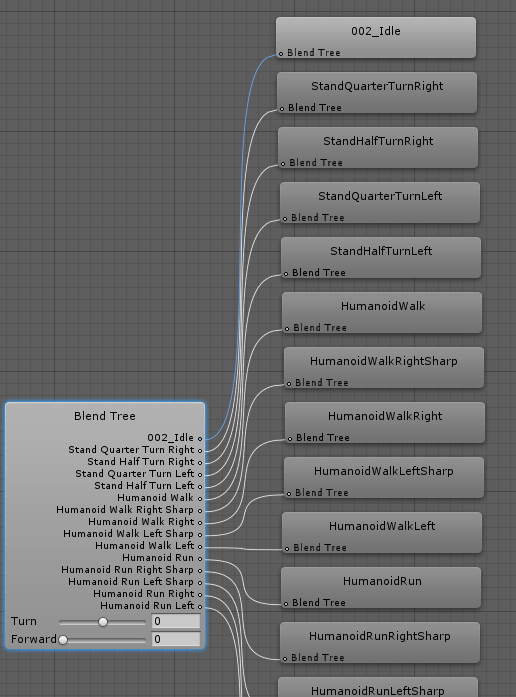 002_Idle
Blend Tree
StandQuarterTurnRight
Blend Tree
StandHalfTurnRight
Blend Tree
StandQuarterTurnLeft
Blend Tree
StandHalfTurnLeft
Blend Tree
HumanoidWalk
Blend Tree
HumanoidWalkRightSharp
Blend Tree
HumanoidWalkRight
Blend Tree
HumanoidWalkLeftSharp
Blend Tree
HumanoidWalkLeft
Blend Tree
HumanoidRun
Blend Tree
HumanoidRunRightSharp
Blend Tree
HumanoidRunLeftSharp
Blend Tree
002_Idle
Stand Quarter Turn Right
Stand Half Turn Right
Stand Quarter Turn Left
Stand Half Turn Left
Humanoid Walk
Humanoid Walk Right Sharp
Humanoid Walk Right
Humanoid Walk Left Sharp
Humanoid Walk Left
Humanoid Run
Humanoid Run Right Sharp
Humanoid Run Left Sharp
Humanoid Run Right
Humanoid Run Left
Turn 0
Forward 0